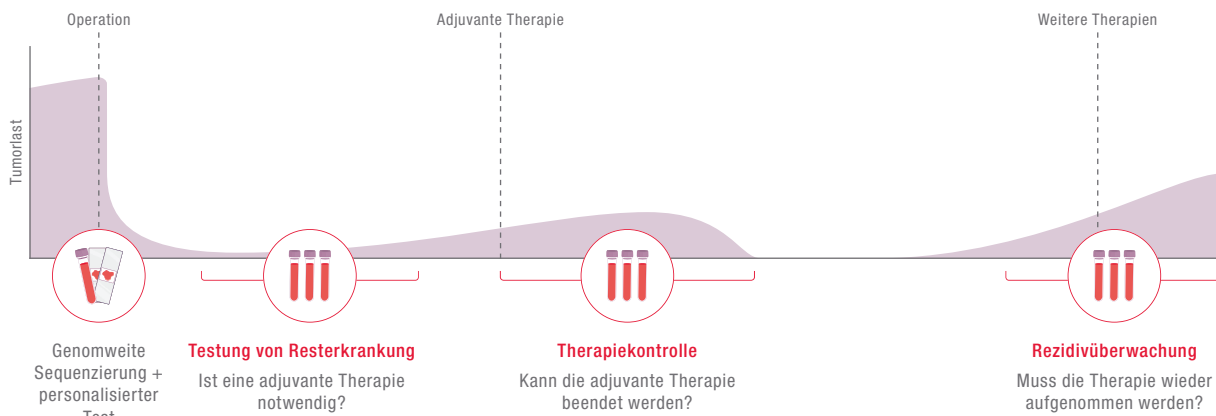 Operation
Adjuvante Therapie
Weitere Therapien
Tumorlast
Genomweite
Sequenzierung +
personalisierter
Test
Testung von Resterkrankung
Ist eine adjuvante Therapie
notwendig?
Therapiekontrolle
Kann die adjuvante Therapie
beendet werden?
Rezidivüberwachung
Muss die Therapie wieder
aufgenommen werden?